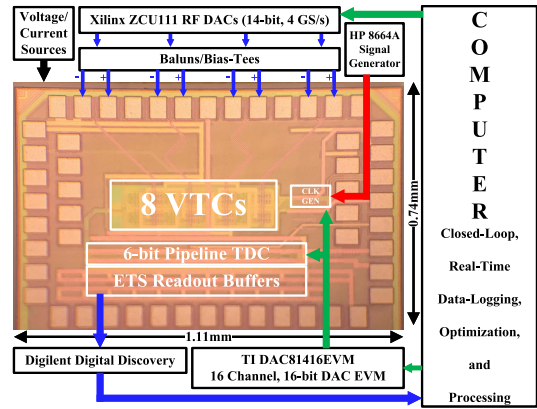 Voltage/
Current
Sources
Xilinx ZCU111 RF DACs (14-bit, 4 GS/s)
Baluns/Bias-Tees
HP 8664A
Signal
Generator
- + - + - + - +
8 VTCs
CLK
GEN
6-bit Pipeline TDC
ETS Readout Buffers
0.74mm
1.11mm
Digilent Digital Discovery
TI DAC81416EVM
16 Channel, 16-bit DAC EVM
C
O
M
P
U
T
E
R
Closed-Loop,
Real-Time
Data-Logging,
Optimization,
and
Processing